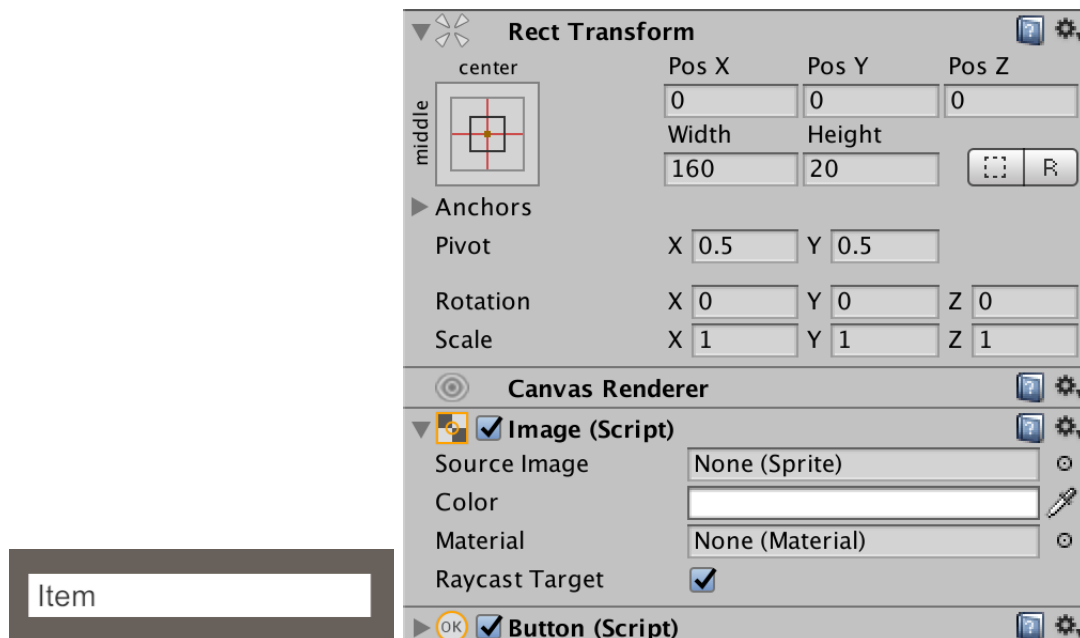 Rect Transform
center
Pos X Pos Y Pos Z
middle
0 0 0
Width Height
160 20 R
Anchors
Pivot X 0.5 Y 0.5
Rotation X 0 Y 0 Z 0
Scale X 1 Y 1 Z 1
Canvas Renderer
Image (Script)
Source Image None (Sprite)
Color
Material None (Material)
Raycast Target
OK Button (Script)
Item